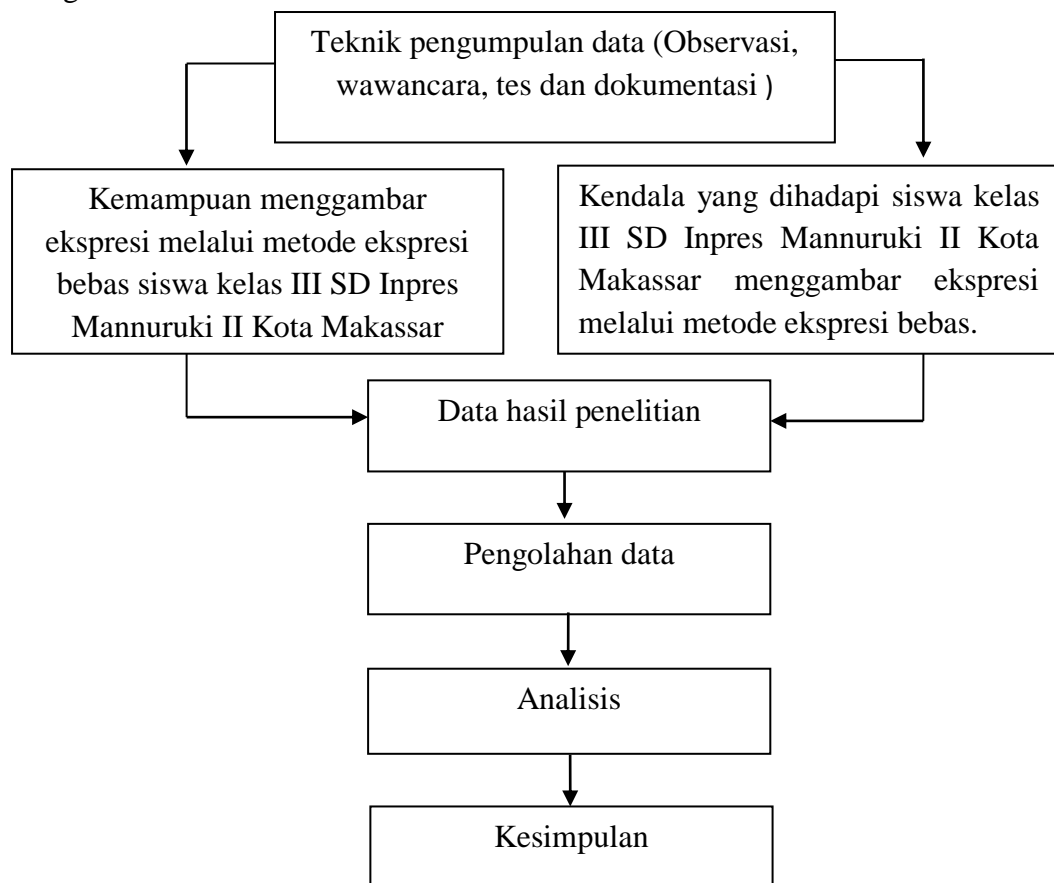 Teknik pengumpulan data (Observasi,
wawancara, tes dan dokumentasi )
Kemampuan menggambar
ekspresi melalui metode ekspresi
bebas siswa kelas III SD Inpres
Mannuruki II Kota Makassar
Kendala yang dihadapi siswa kelas
III SD Inpres Mannuruki II Kota
Makassar menggambar ekspresi
melalui metode ekspresi bebas.
Data hasil penelitian
Pengolahan data
Analisis
Kesimpulan